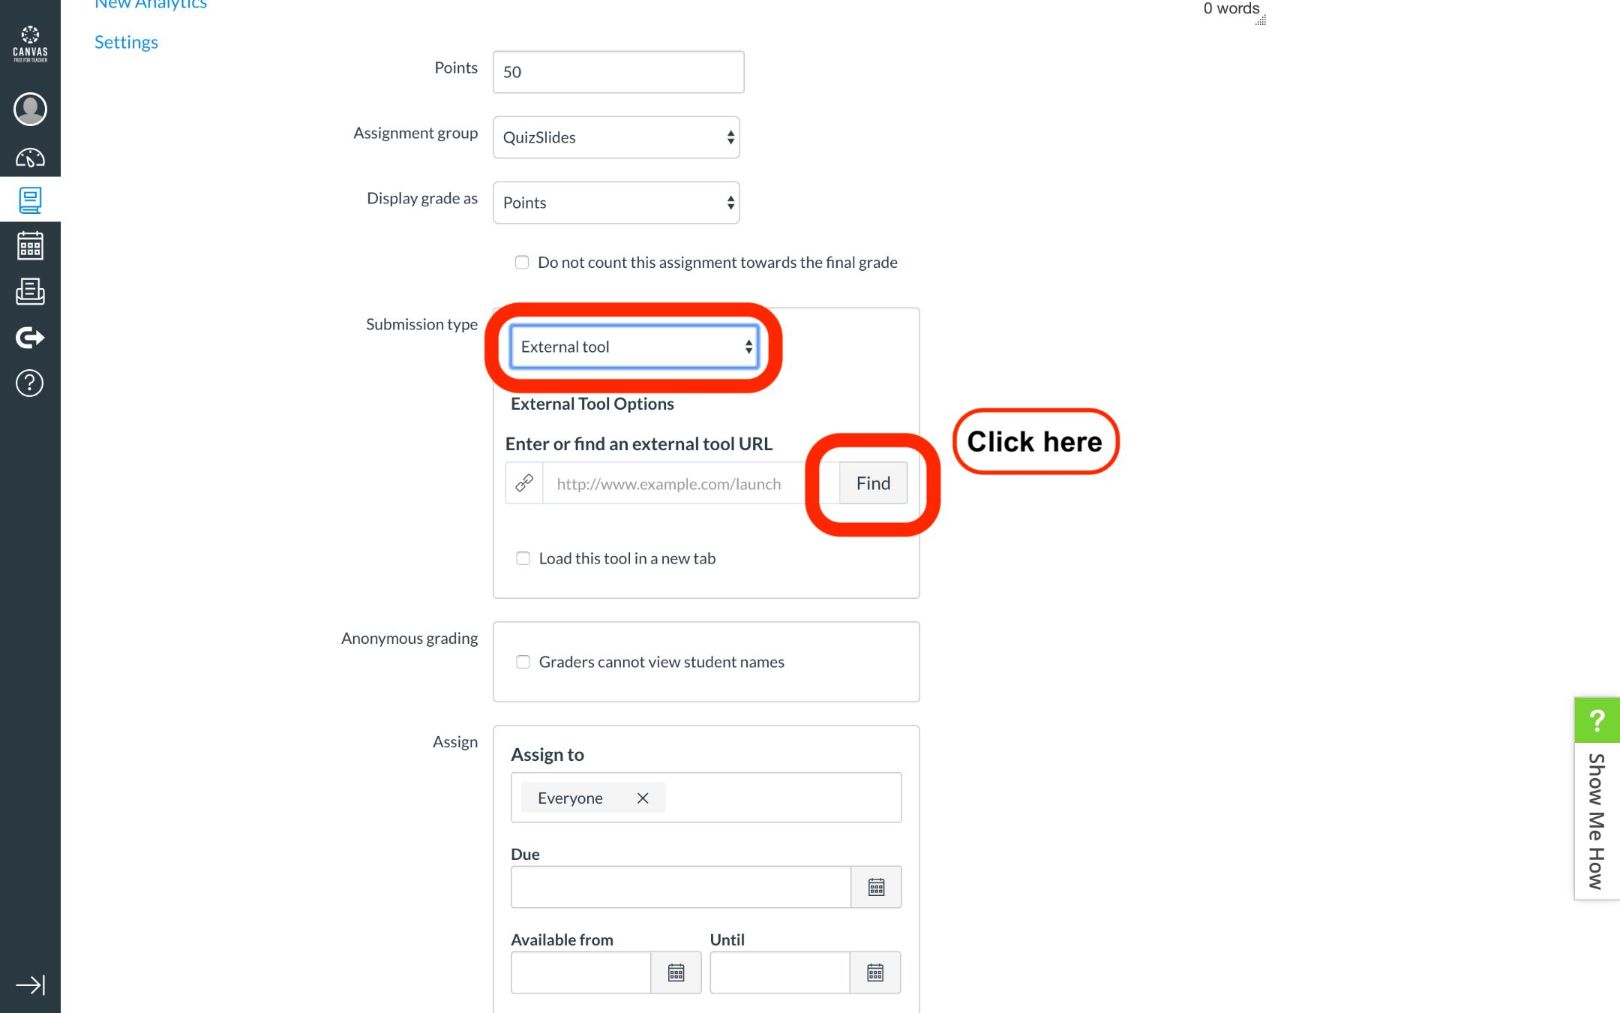 New Analytics
0 words
CANVAS
FREE FOR TEACHER
Settings
Points
50
Assignment group
QuizSlides
Display grade as
Points
Do not count this assignment towards the final grade
Submission type
External tool
External Tool Options
Enter or find an external tool URL
Click here
http://www.example.com/launch
Find
Load this tool in a new tab
Anonymous grading
Graders cannot view student names
Assign
Assign to
Everyone
Due
Available from
Until
?
Show Me How